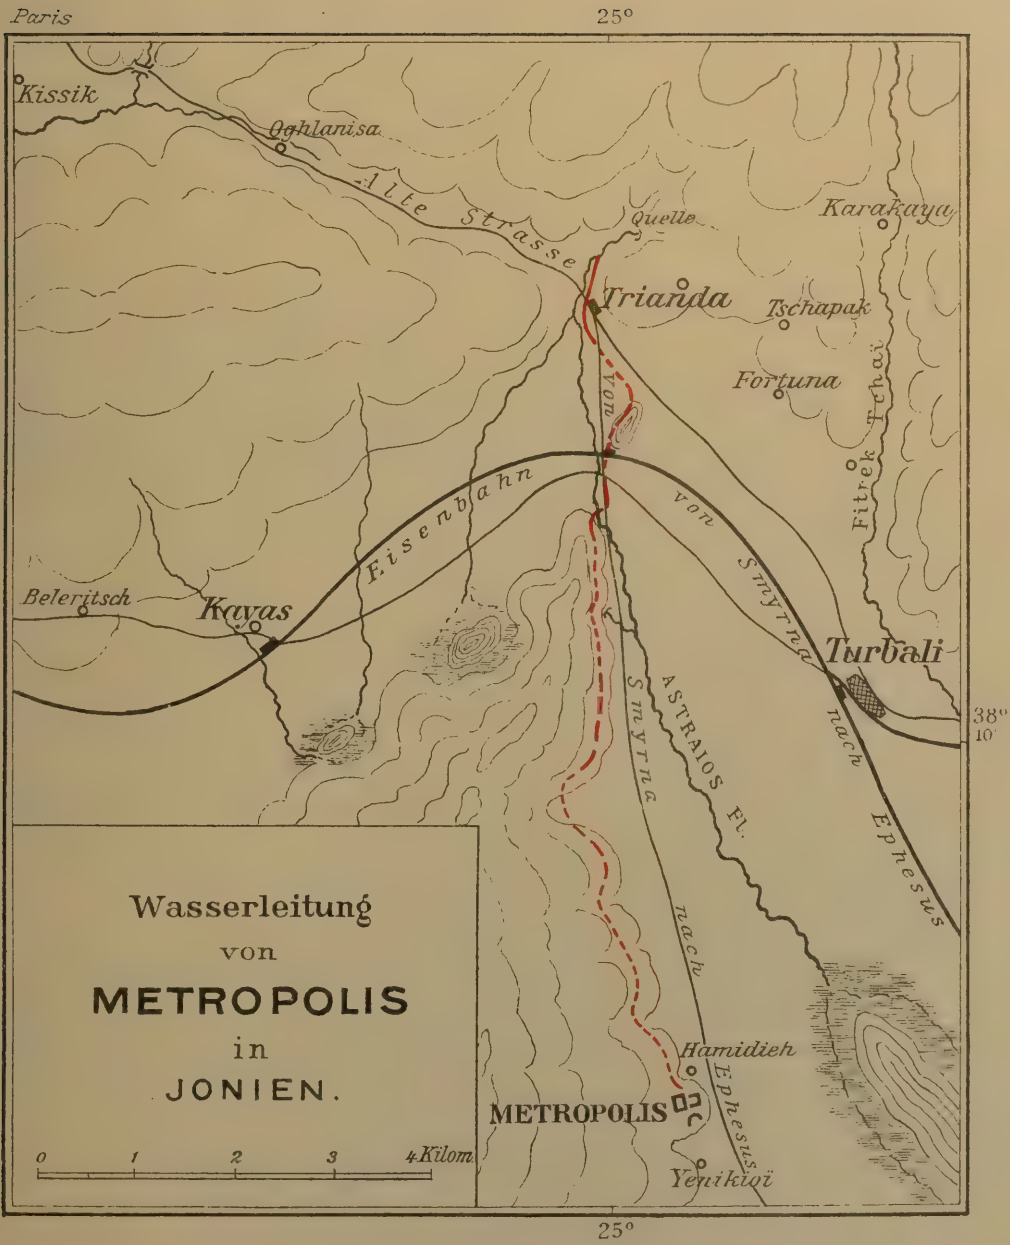 Paris
25°
Kissik
Oghlanisa
Alte Strasse
Quelle
Karakaya
Trianda
Tschapak
Fortuna
Fitrek Tchaï
von
Eisenbahn
von
Smyrna
nach
Ephesus
Beleritsch
Kayas
Turbali
38°
10'
ASTRAIOS Fl.
Smyrna
nach
Ephesus
Hamidieh
METROPOLIS
Yenikioï
Wasserleitung
von
METROPOLIS
in
JONIEN.
0 1 2 3 4 Kilom
25°